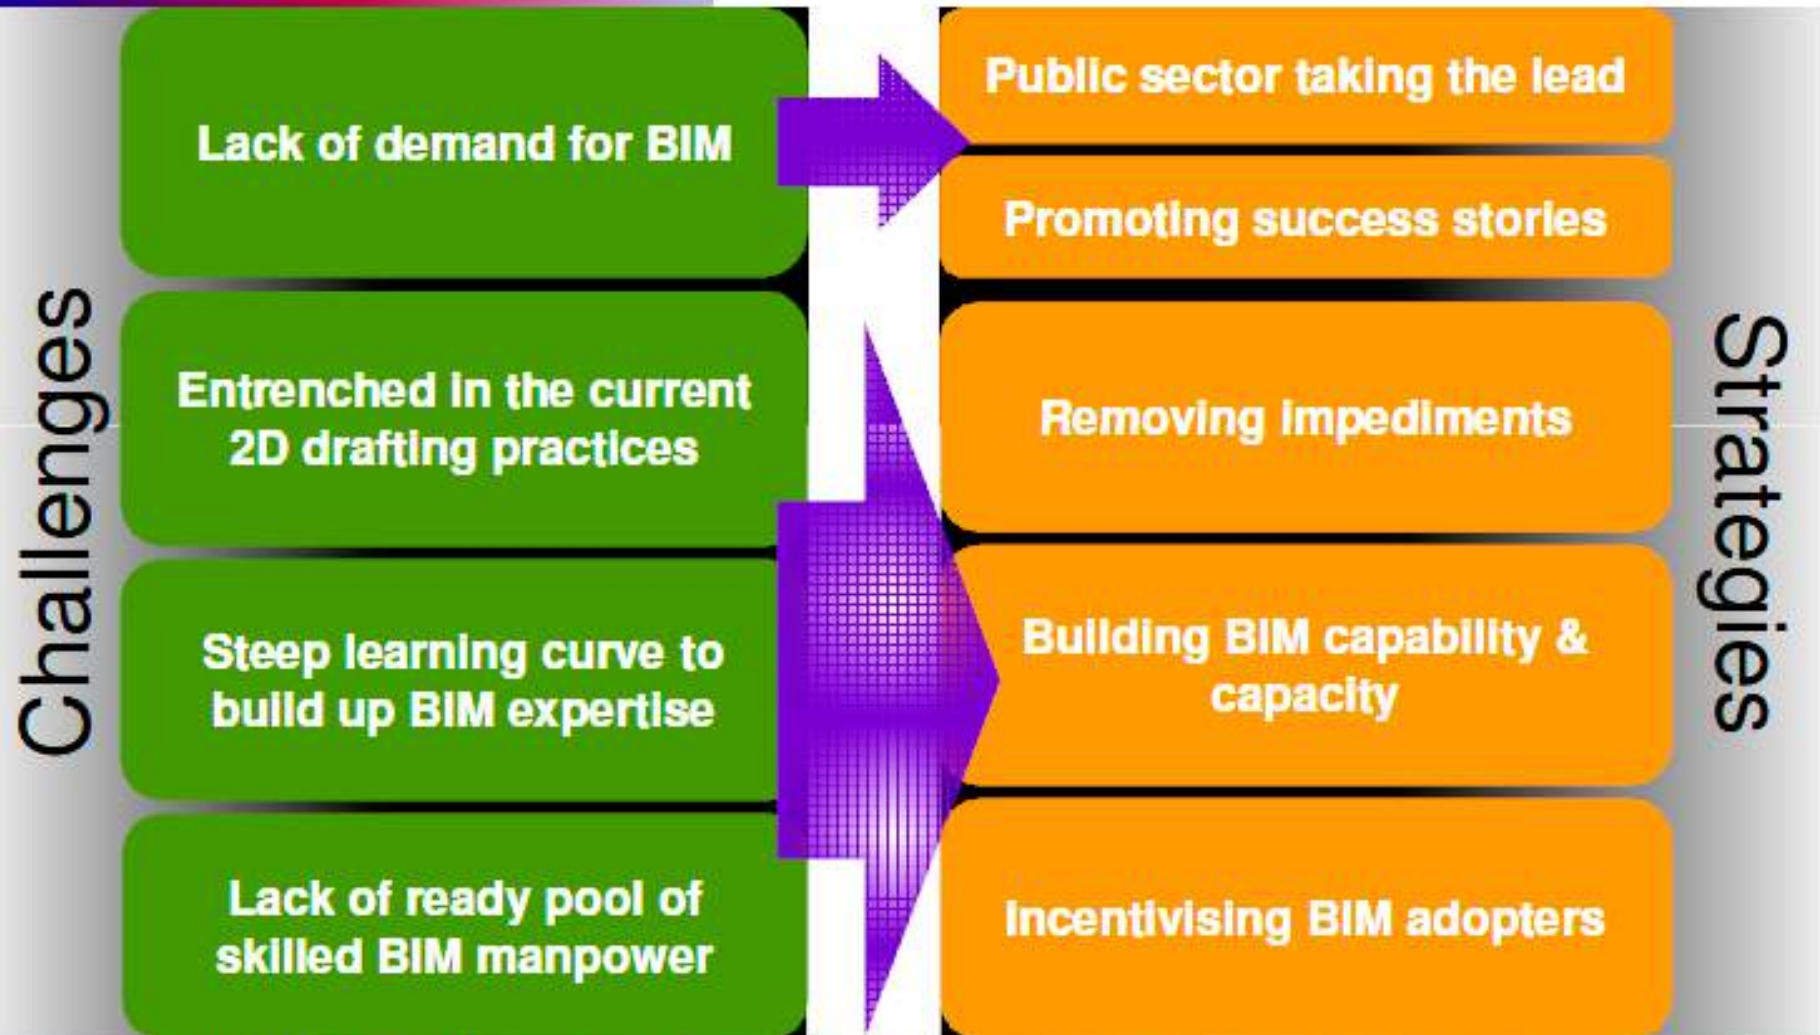 Challenges
Lack of demand for BIM
Entrenched in the current
2D drafting practices
Steep learning curve to
build up BIM expertise
Lack of ready pool of
skilled BIM manpower
Public sector taking the lead
Promoting success stories
Removing impediments
Building BIM capability &
capacity
Incentivising BIM adopters
Strategies